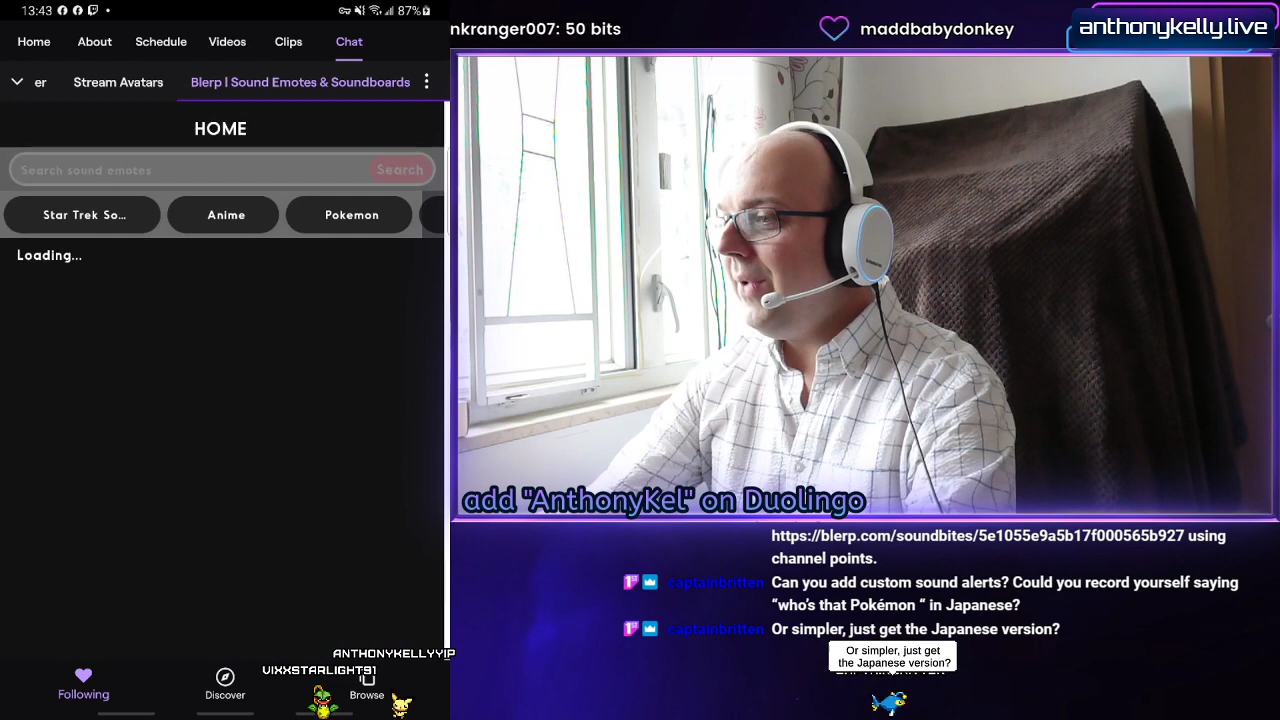 13:43
87%
Home About Schedule Videos Clips Chat
er Stream Avatars Blerp | Sound Emotes & Soundboards
HOME
Search sound emotes Search
Star Trek So... Anime Pokemon
Loading...
ANTHONYKELLYYIP
VIXXSTARLIGHTS1
Following Discover Browse
nkranger007: 50 bits
maddbabydonkey
anthonykelly.live
add "AnthonyKel" on Duolingo
https://blerp.com/soundbites/5e1055e9a5b17f000565b927 using
channel points.
captainbritten Can you add custom sound alerts? Could you record yourself saying
“who’s that Pokémon “ in Japanese?
captainbritten Or simpler, just get the Japanese version?
Or simpler, just get
the Japanese version?